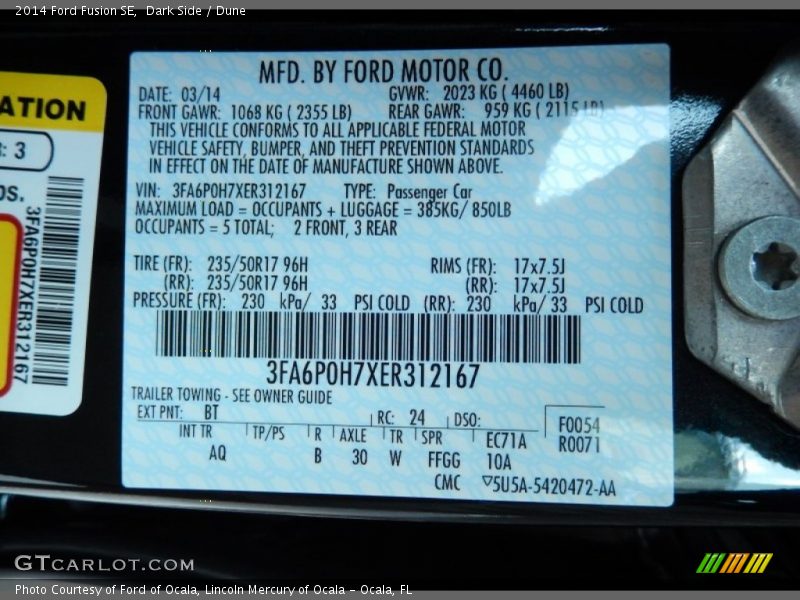 2014 Ford Fusion SE, Dark Side / Dune
ATION
: 3
DS.
3FA6P0H7XER312167
MFD. BY FORD MOTOR CO.
DATE: 03/14 GVWR: 2023 KG ( 4460 LB)
FRONT GAWR: 1068 KG ( 2355 LB) REAR GAWR: 959 KG ( 2115 LB)
THIS VEHICLE CONFORMS TO ALL APPLICABLE FEDERAL MOTOR
VEHICLE SAFETY, BUMPER, AND THEFT PREVENTION STANDARDS
IN EFFECT ON THE DATE OF MANUFACTURE SHOWN ABOVE.
VIN: 3FA6P0H7XER312167 TYPE: Passenger Car
MAXIMUM LOAD = OCCUPANTS + LUGGAGE = 385KG/ 850LB
OCCUPANTS = 5 TOTAL; 2 FRONT, 3 REAR
TIRE (FR): 235/50R17 96H RIMS (FR): 17x7.5J
(RR): 235/50R17 96H (RR): 17x7.5J
PRESSURE (FR): 230 kPa/ 33 PSI COLD (RR): 230 kPa/ 33 PSI COLD
3FA6P0H7XER312167
TRAILER TOWING - SEE OWNER GUIDE
EXT PNT: BT RC: 24 DSO:
F0054
R0071
INT TR TP/PS R AXLE TR SPR EC71A
AQ B 30 W FFGG 10A
CMC ▽5U5A-5420472-AA
GTCARLOT.COM
Photo Courtesy of Ford of Ocala, Lincoln Mercury of Ocala - Ocala, FL